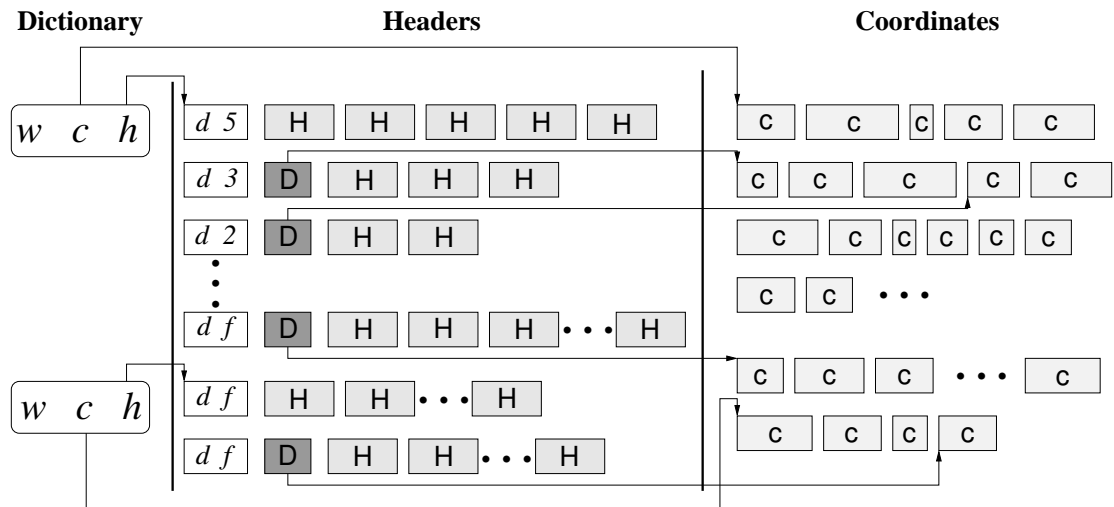 Dictionary Headers Coordinates
w c h d 5 H H H H H C C C C C
d 3 D H H H C C C C C
d 2 D H H C C C C C C
C C • • •
d f D H H H • • • H
C C C • • • C
w c h d f H H • • • H
C C C C
d f D H H • • • H